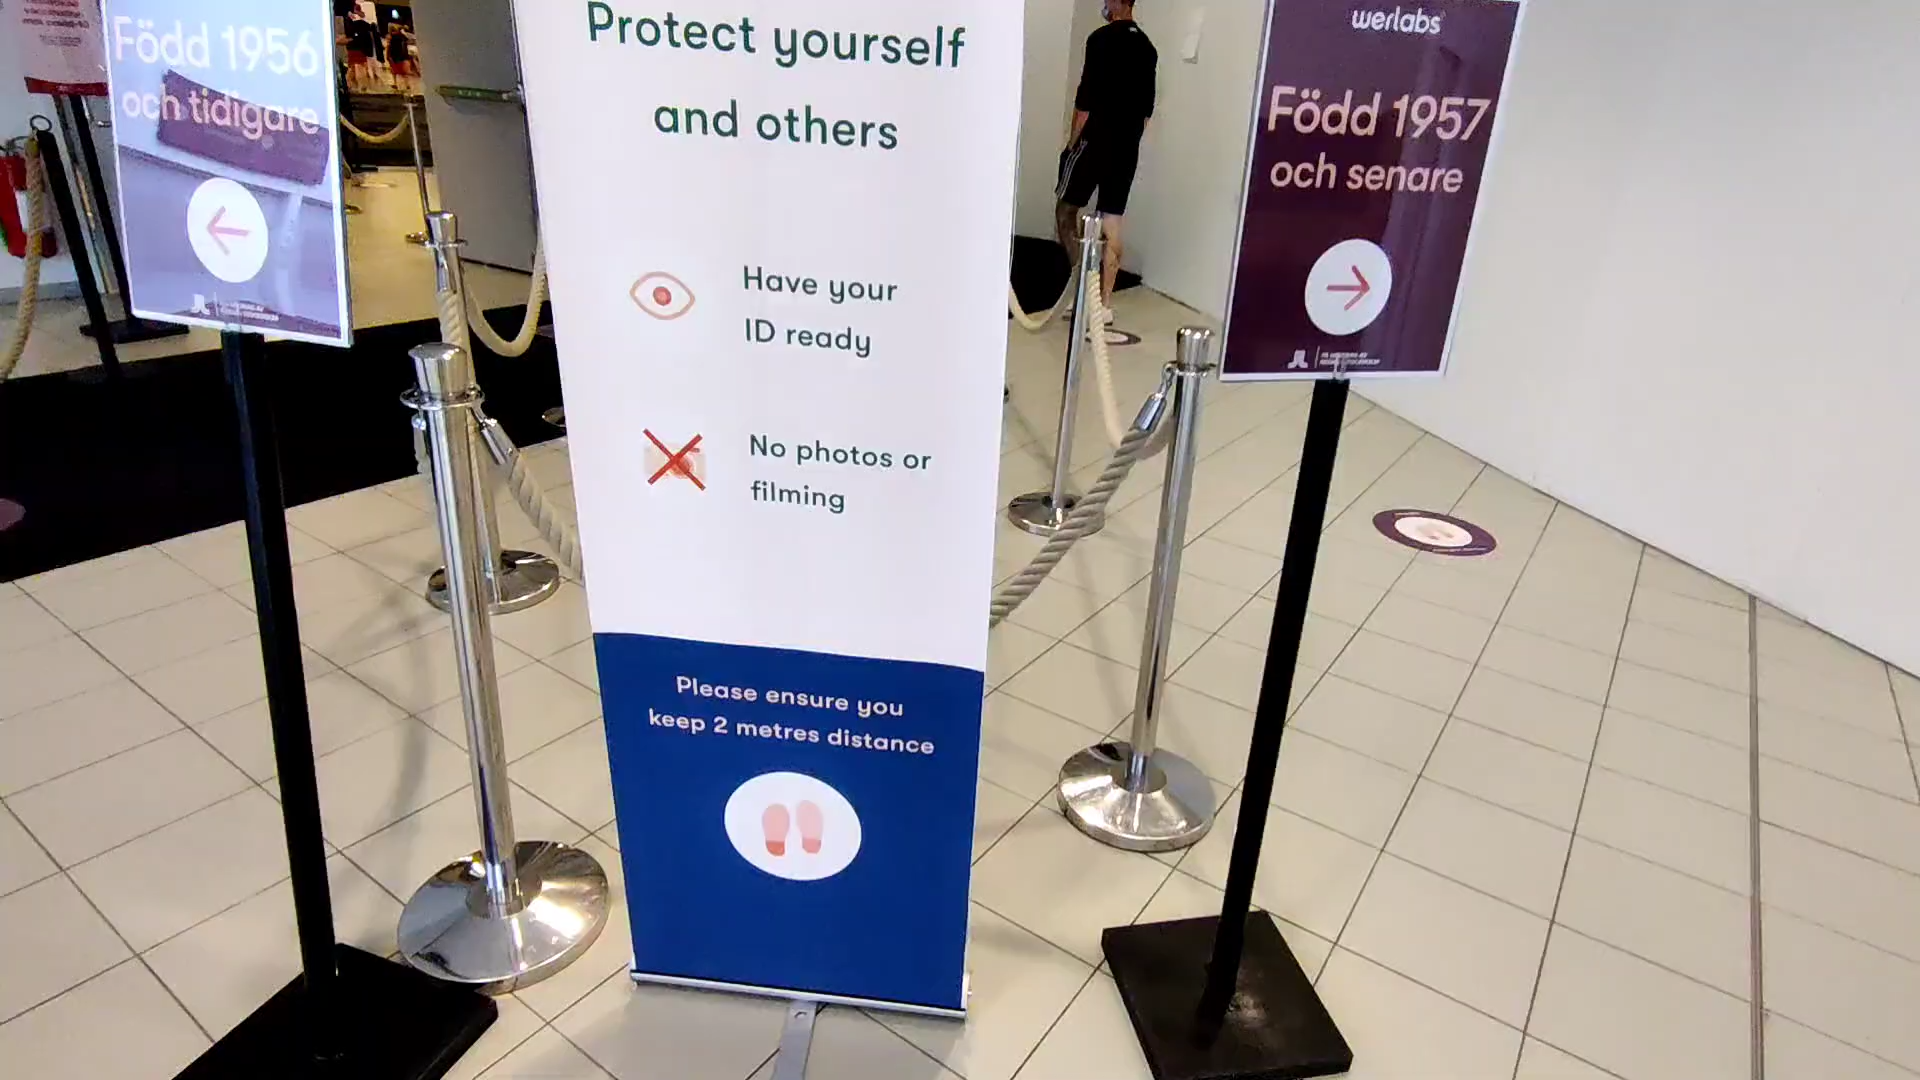 Född 1956
och tidigare
Protect yourself
and others
Have your
ID ready
No photos or
filming
Please ensure you
keep 2 metres distance
werlabs
Född 1957
och senare